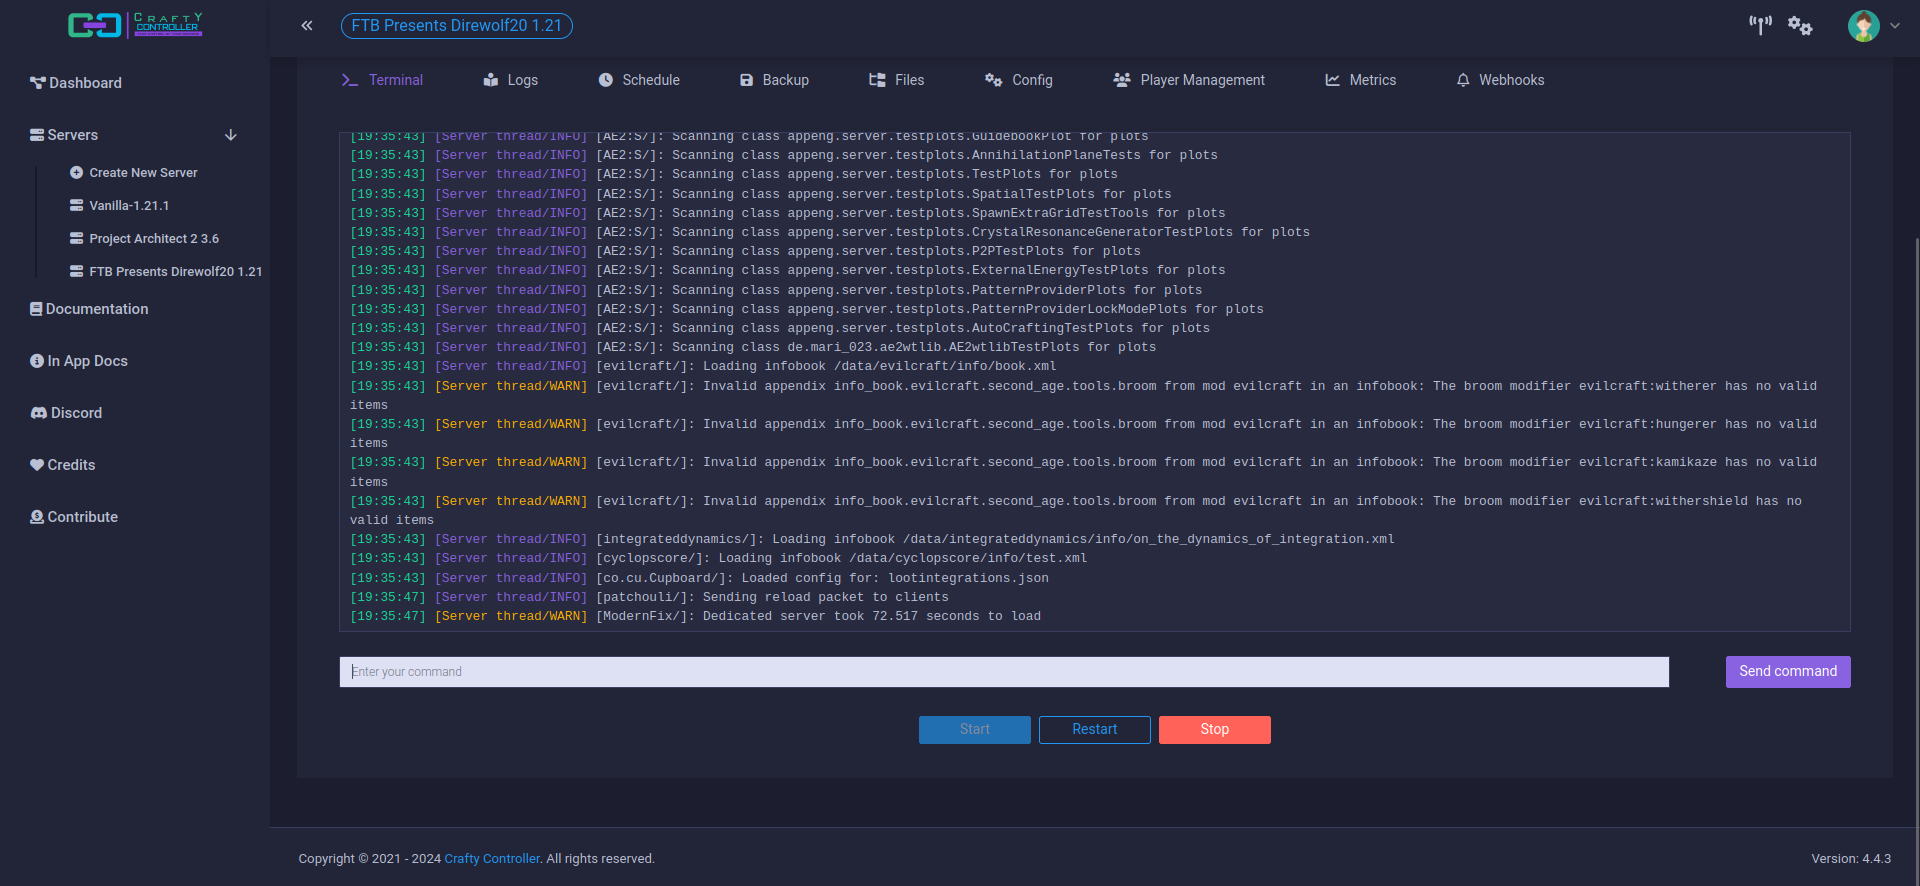 CRAFTY
CONTROLLER
FTB Presents Direwolf20 1.21
Dashboard
Servers
Create New Server
Vanilla-1.21.1
Project Architect 2 3.6
FTB Presents Direwolf20 1.21
Documentation
In App Docs
Discord
Credits
Contribute
Terminal
Logs
Schedule
Backup
Files
Config
Player Management
Metrics
Webhooks
[19:35:43] [Server thread/INFO] [AE2:S/]: Scanning class appeng.server.testplots.GuidebookPlot for plots
[19:35:43] [Server thread/INFO] [AE2:S/]: Scanning class appeng.server.testplots.AnnihilationPlaneTests for plots
[19:35:43] [Server thread/INFO] [AE2:S/]: Scanning class appeng.server.testplots.TestPlots for plots
[19:35:43] [Server thread/INFO] [AE2:S/]: Scanning class appeng.server.testplots.SpatialTestPlots for plots
[19:35:43] [Server thread/INFO] [AE2:S/]: Scanning class appeng.server.testplots.SpawnExtraGridTestTools for plots
[19:35:43] [Server thread/INFO] [AE2:S/]: Scanning class appeng.server.testplots.CrystalResonanceGeneratorTestPlots for plots
[19:35:43] [Server thread/INFO] [AE2:S/]: Scanning class appeng.server.testplots.P2PTestPlots for plots
[19:35:43] [Server thread/INFO] [AE2:S/]: Scanning class appeng.server.testplots.ExternalEnergyTestPlots for plots
[19:35:43] [Server thread/INFO] [AE2:S/]: Scanning class appeng.server.testplots.PatternProviderPlots for plots
[19:35:43] [Server thread/INFO] [AE2:S/]: Scanning class appeng.server.testplots.PatternProviderLockModePlots for plots
[19:35:43] [Server thread/INFO] [AE2:S/]: Scanning class appeng.server.testplots.AutoCraftingTestPlots for plots
[19:35:43] [Server thread/INFO] [AE2:S/]: Scanning class de.mari_023.ae2wtlib.AE2wtlibTestPlots for plots
[19:35:43] [Server thread/INFO] [evilcraft/]: Loading infobook /data/evilcraft/info/book.xml
[19:35:43] [Server thread/WARN] [evilcraft/]: Invalid appendix info_book.evilcraft.second_age.tools.broom from mod evilcraft in an infobook: The broom modifier evilcraft:witherer has no valid
items
[19:35:43] [Server thread/WARN] [evilcraft/]: Invalid appendix info_book.evilcraft.second_age.tools.broom from mod evilcraft in an infobook: The broom modifier evilcraft:hungerer has no valid
items
[19:35:43] [Server thread/WARN] [evilcraft/]: Invalid appendix info_book.evilcraft.second_age.tools.broom from mod evilcraft in an infobook: The broom modifier evilcraft:kamikaze has no valid
items
[19:35:43] [Server thread/WARN] [evilcraft/]: Invalid appendix info_book.evilcraft.second_age.tools.broom from mod evilcraft in an infobook: The broom modifier evilcraft:withershield has no
valid items
[19:35:43] [Server thread/INFO] [integrateddynamics/]: Loading infobook /data/integrateddynamics/info/on_the_dynamics_of_integration.xml
[19:35:43] [Server thread/INFO] [cyclopscore/]: Loading infobook /data/cyclopscore/info/test.xml
[19:35:43] [Server thread/INFO] [co.cu.Cupboard/]: Loaded config for: lootintegrations.json
[19:35:47] [Server thread/INFO] [patchouli/]: Sending reload packet to clients
[19:35:47] [Server thread/WARN] [ModernFix/]: Dedicated server took 72.517 seconds to load
Enter your command
Send command
Start
Restart
Stop
Copyright © 2021 - 2024 Crafty Controller. All rights reserved.
Version: 4.4.3